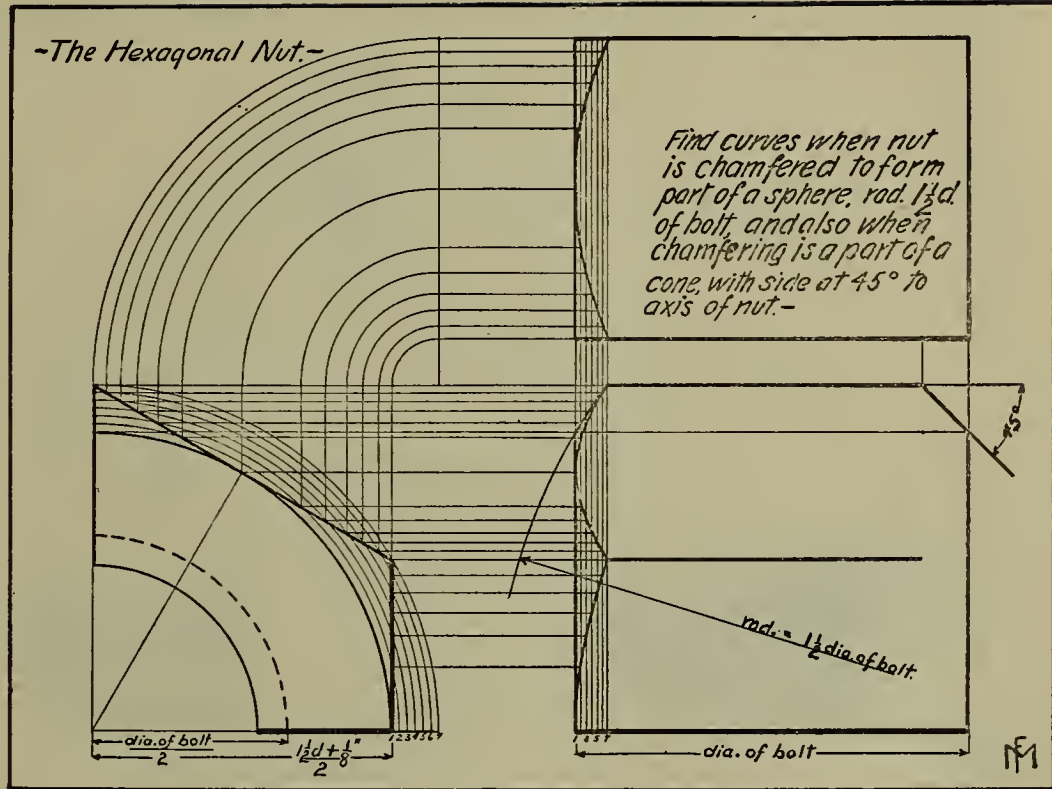 -The Hexagonal Nut.-
Find curves when nut
is chamfered to form
part of a sphere, rad. 1½d.
of bolt, and also when
chamfering is a part of a
cone, with side at 45° to
axis of nut.-
45°
rad. = 1½ dia. of bolt.
dia. of bolt
2
1½d + ⅛"
2
1 2 3 4 5 6 7
1 3 5 7
dia. of bolt